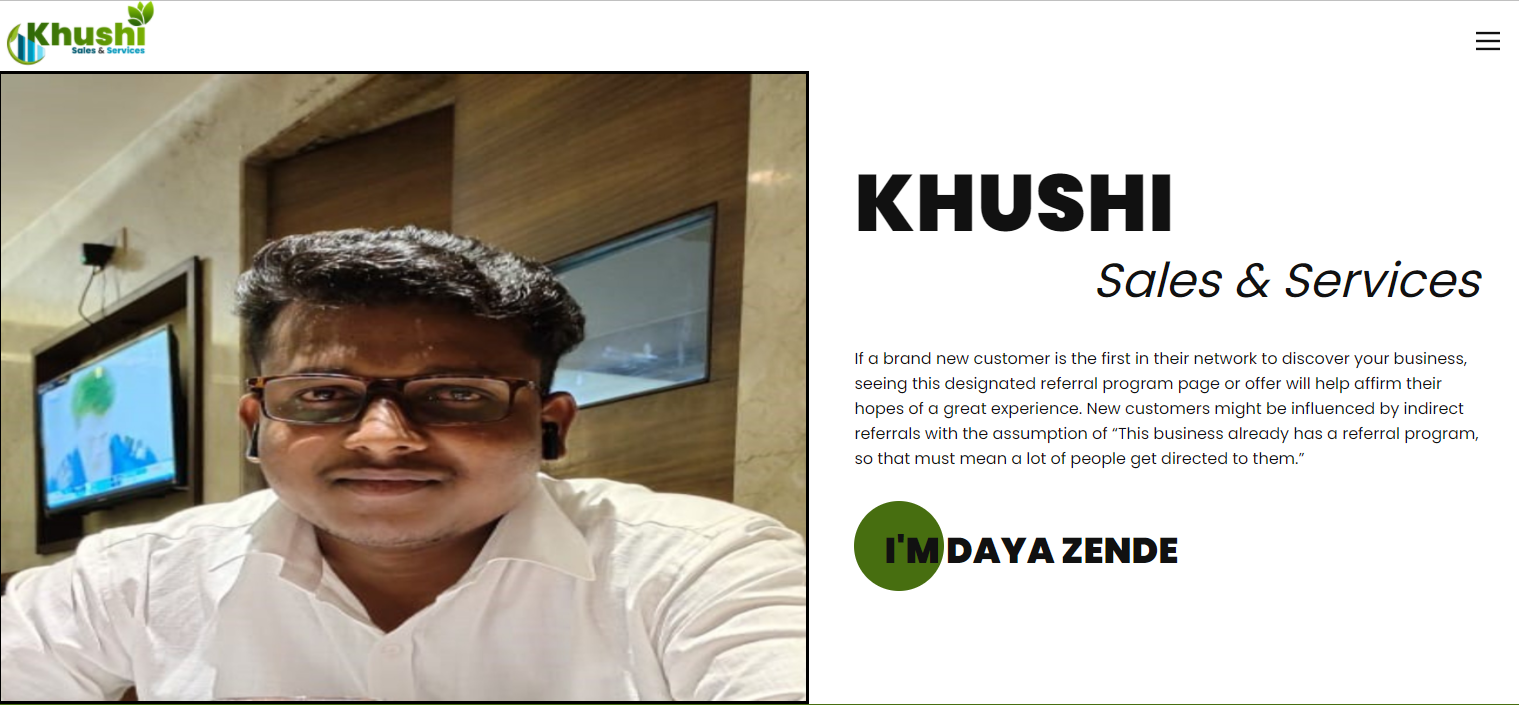 Khushi
Sales & Services
KHUSHI
Sales & Services
If a brand new customer is the first in their network to discover your business,
seeing this designated referral program page or offer will help affirm their
hopes of a great experience. New customers might be influenced by indirect
referrals with the assumption of “This business already has a referral program,
so that must mean a lot of people get directed to them.”
I'M DAYA ZENDE